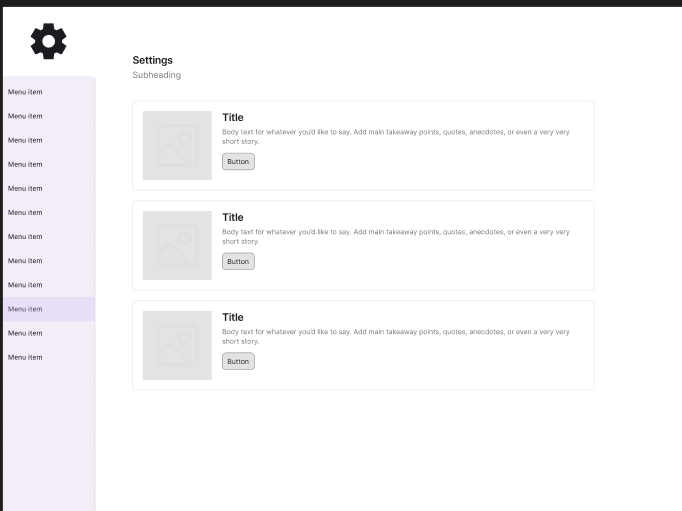 Settings
Subheading
Menu item
Menu item
Menu item
Menu item
Menu item
Menu item
Menu item
Menu item
Menu item
Menu item
Menu item
Menu item
Title
Body text for whatever you'd like to say. Add main takeaway points, quotes, anecdotes, or even a very very
short story.
Button
Title
Body text for whatever you'd like to say. Add main takeaway points, quotes, anecdotes, or even a very very
short story.
Button
Title
Body text for whatever you'd like to say. Add main takeaway points, quotes, anecdotes, or even a very very
short story.
Button